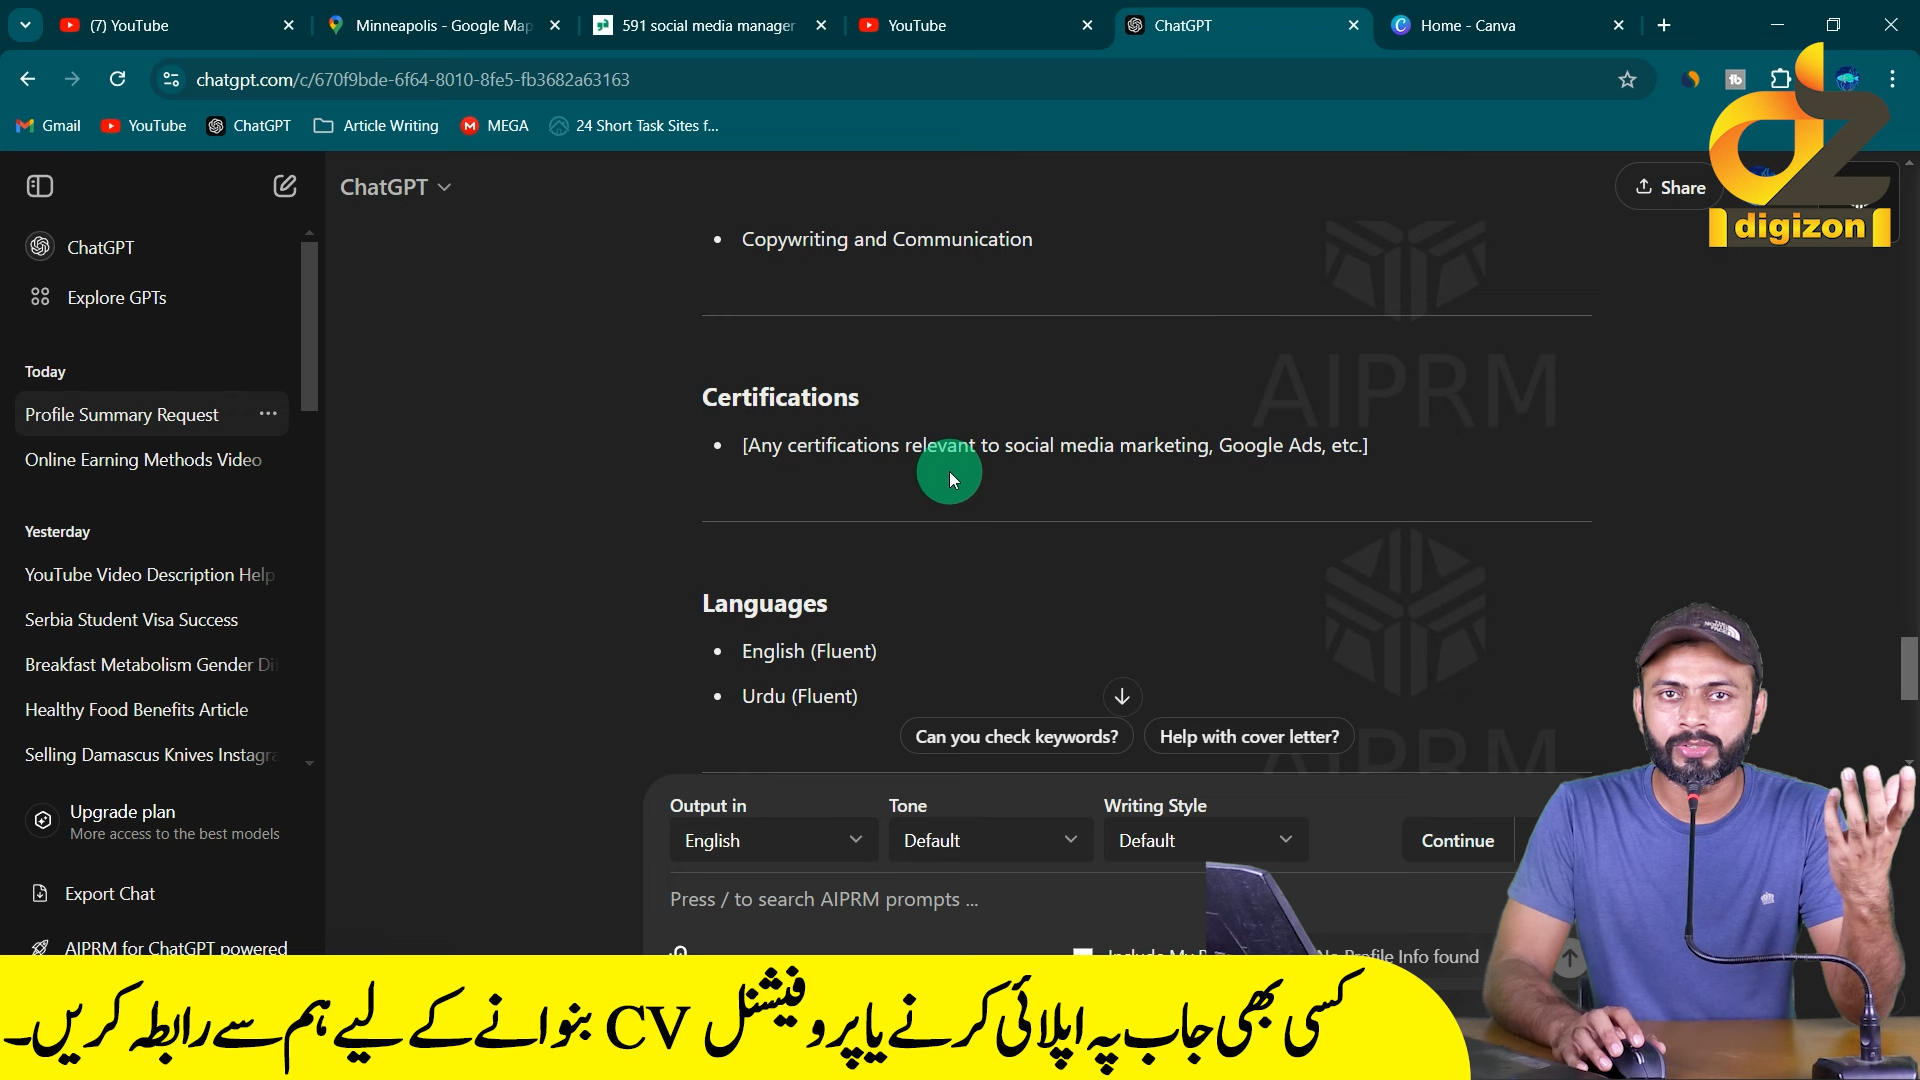 (7) YouTube
Minneapolis - Google Map
591 social media manager
YouTube
ChatGPT
Home - Canva
chatgpt.com/c/670f9bde-6f64-8010-8fe5-fb3682a63163
Gmail
YouTube
ChatGPT
Article Writing
MEGA
24 Short Task Sites f...
digizon
ChatGPT
Share
ChatGPT
Explore GPTs
Today
Profile Summary Request
Online Earning Methods Video
Yesterday
YouTube Video Description Help
Serbia Student Visa Success
Breakfast Metabolism Gender Di
Healthy Food Benefits Article
Selling Damascus Knives Instagra
Upgrade plan
More access to the best models
Export Chat
AIPRM for ChatGPT powered
• Copywriting and Communication
AIPRM
Certifications
• [Any certifications relevant to social media marketing, Google Ads, etc.]
Languages
• English (Fluent)
• Urdu (Fluent)
Can you check keywords?
Help with cover letter?
AIPRM
Output in
Tone
Writing Style
English
Default
Default
Continue
Press / to search AIPRM prompts ...
Include My
No Profile Info found
کسی بھی جاب پہ اپلائی کرنے یا پروفیشنل CV بنوانے کے لیے ہم سے رابطہ کریں۔